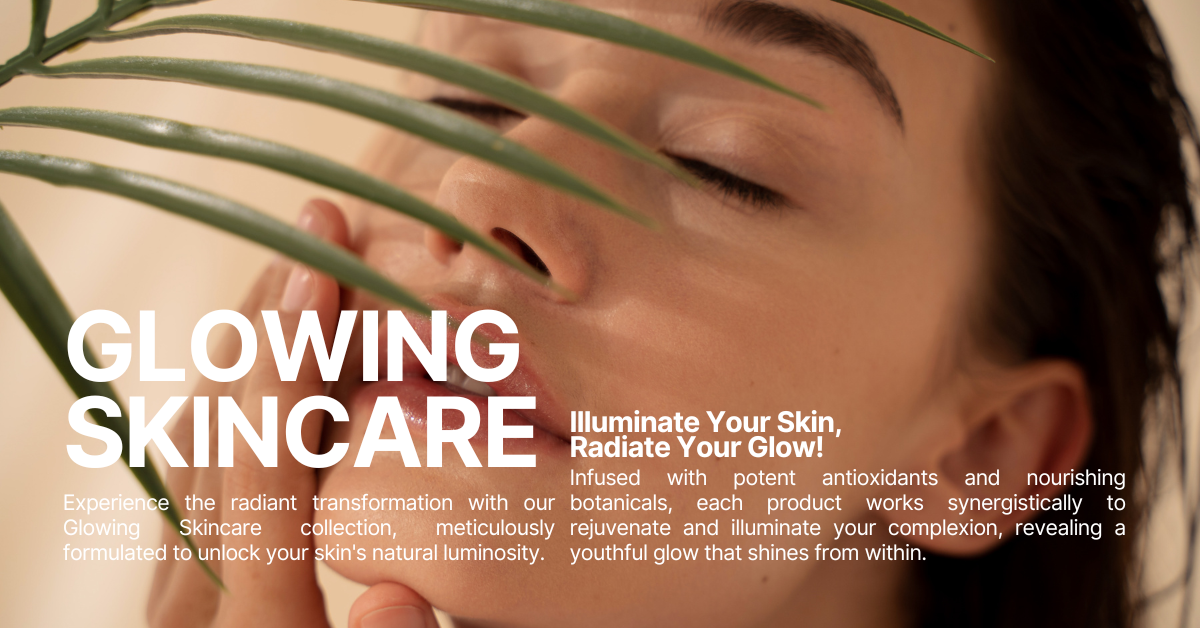 GLOWING
SKINCARE
Experience the radiant transformation with our
Glowing Skincare collection, meticulously
formulated to unlock your skin's natural luminosity.
Illuminate Your Skin,
Radiate Your Glow!
Infused with potent antioxidants and nourishing
botanicals, each product works synergistically to
rejuvenate and illuminate your complexion, revealing a
youthful glow that shines from within.